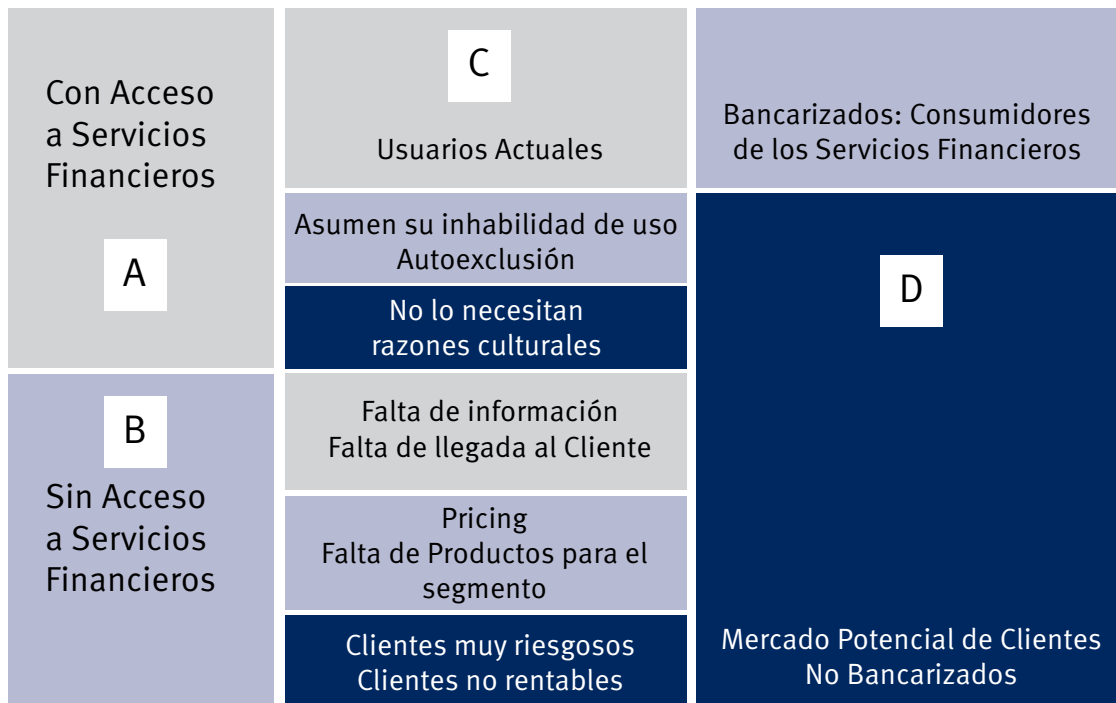 Con Acceso
a Servicios
Financieros
A
B
Sin Acceso
a Servicios
Financieros
C
Usuarios Actuales
Asumen su inhabilidad de uso
Autoexclusión
No lo necesitan
razones culturales
Falta de información
Falta de llegada al Cliente
Pricing
Falta de Productos para el
segmento
Clientes muy riesgosos
Clientes no rentables
Bancarizados: Consumidores
de los Servicios Financieros
D
Mercado Potencial de Clientes
No Bancarizados